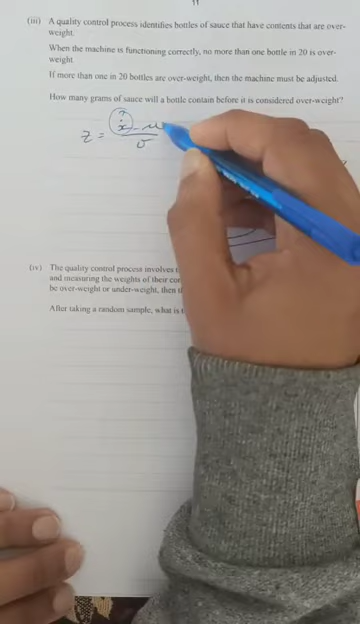 11
(iii) A quality control process identifies bottles of sauce that have contents that are over-
weight.
When the machine is functioning correctly, no more than one bottle in 20 is over-
weight
If more than one in 20 bottles are over-weight, then the machine must be adjusted.
How many grams of sauce will a bottle contain before it is considered over-weight?
?
z = x - μ
σ
(iv) The quality control process involves
and measuring the weights of their
be over-weight or under-weight, then
After taking a random sample, what is